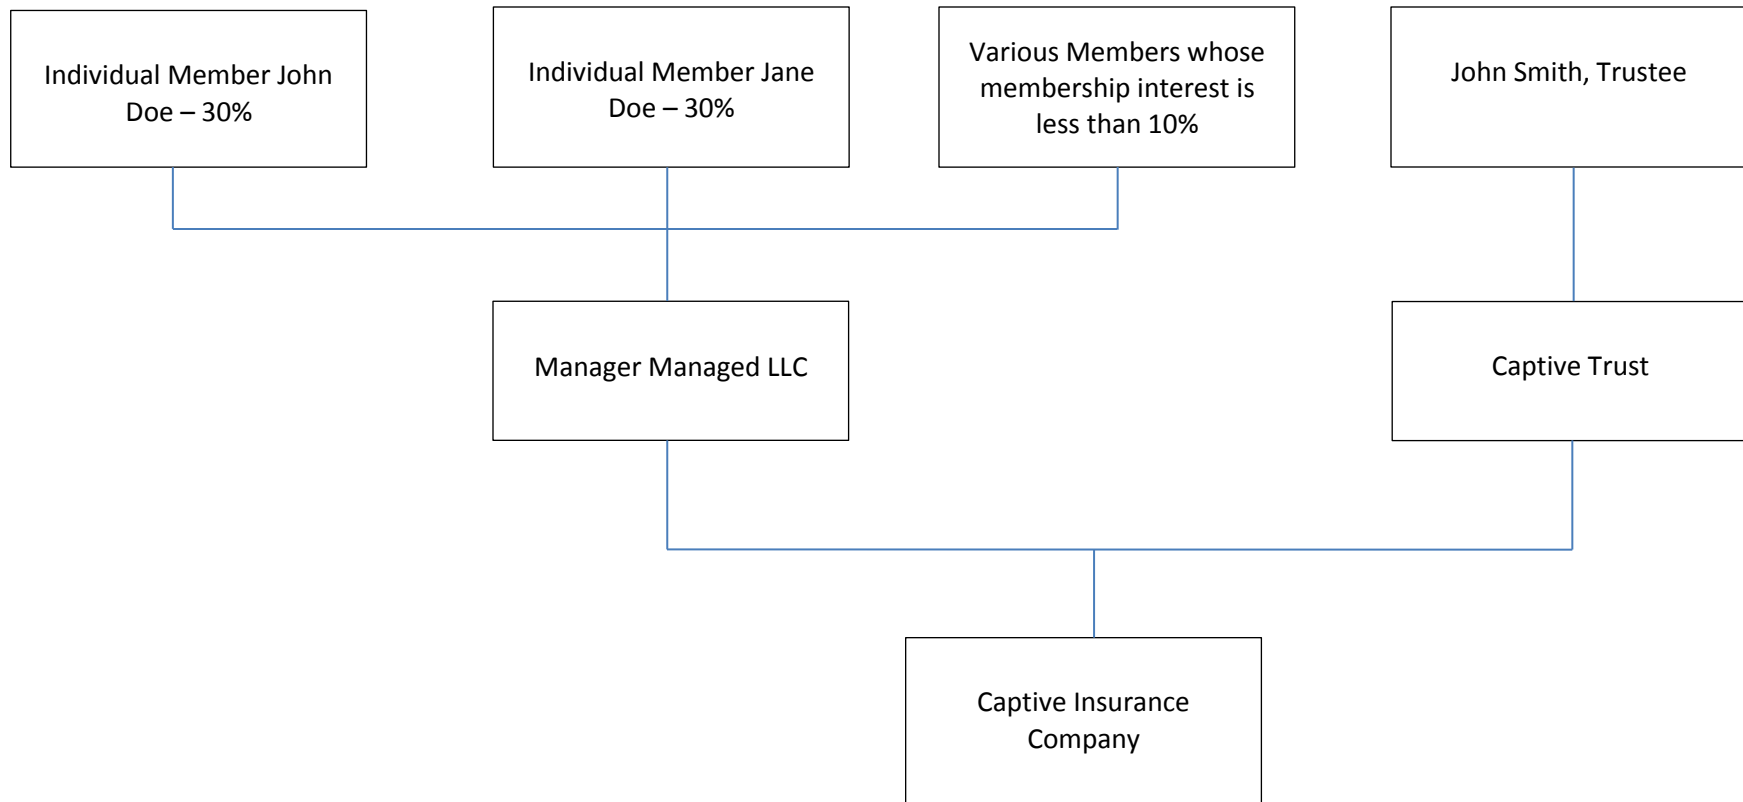 Individual Member John
Doe – 30%
Individual Member Jane
Doe – 30%
Various Members whose
membership interest is
less than 10%
John Smith, Trustee
Manager Managed LLC
Captive Trust
Captive Insurance
Company